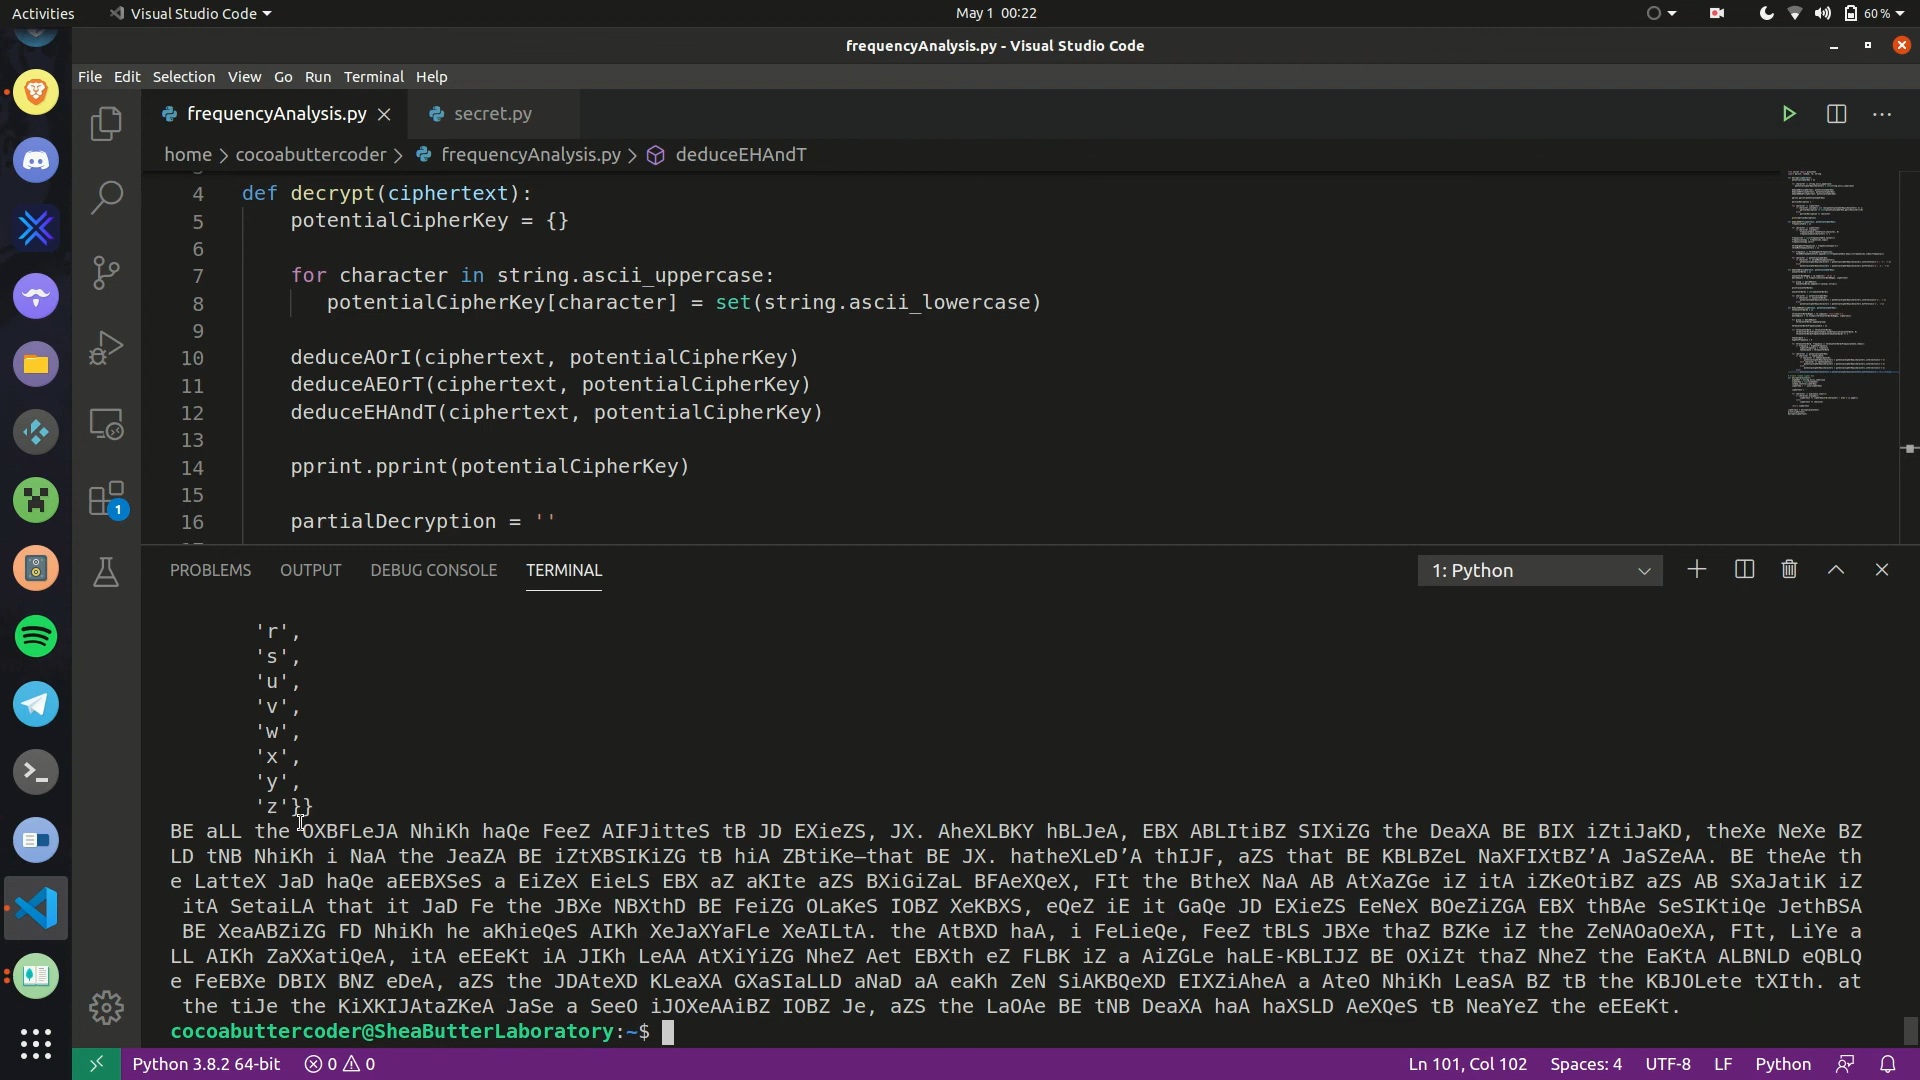 Activities
Visual Studio Code
May 1 00:22
60 %
frequencyAnalysis.py - Visual Studio Code
File Edit Selection View Go Run Terminal Help
frequencyAnalysis.py
secret.py
home > cocoabuttercoder > frequencyAnalysis.py > deduceEHAndT
4 def decrypt(ciphertext):
5 potentialCipherKey = {}
6
7 for character in string.ascii_uppercase:
8 potentialCipherKey[character] = set(string.ascii_lowercase)
9
10 deduceAOrI(ciphertext, potentialCipherKey)
11 deduceAEOrT(ciphertext, potentialCipherKey)
12 deduceEHAndT(ciphertext, potentialCipherKey)
13
14 pprint.pprint(potentialCipherKey)
15
16 partialDecryption = ''
1
PROBLEMS OUTPUT DEBUG CONSOLE TERMINAL
1: Python
'r',
's',
'u',
'v',
'w',
'x',
'y',
'z'}}
BE aLL the OXBFLeJA NhiKh haQe FeeZ AIFJitteS tB JD EXieZS, JX. AheXLBKY hBLJeA, EBX ABLItiBZ SIXiZG the DeaXA BE BIX iZtiJaKD, theXe NeXe BZ
LD tNB NhiKh i NaA the JeaZA BE iZtXBSIKiZG tB hiA ZBtiKe—that BE JX. hatheXLeD’A thIJF, aZS that BE KBLBZeL NaXFIXtBZ’A JaSZeAA. BE theAe th
e LatteX JaD haQe aEEBXSeS a EiZeX EieLS EBX aZ aKIte aZS BXiGiZaL BFAeXQeX, FIt the BtheX NaA AB AtXaZGe iZ itA iZKeOtiBZ aZS AB SXaJatiK iZ
itA SetaiLA that it JaD Fe the JBXe NBXthD BE FeiZG OLaKeS IOBZ XeKBXS, eQeZ iE it GaQe JD EXieZS EeNeX BOeZiZGA EBX thBAe SeSIKtiQe JethBSA
BE XeaABZiZG FD NhiKh he aKhieQeS AIKh XeJaXYaFLe XeAILtA. the AtBXD haA, i FeLieQe, FeeZ tBLS JBXe thaZ BZKe iZ the ZeNAOaOeXA, FIt, LiYe a
LL AIKh ZaXXatiQeA, itA eEEeKt iA JIKh LeAA AtXiYiZG NheZ Aet EBXth eZ FLBK iZ a AiZGLe haLE-KBLIJZ BE OXiZt thaZ NheZ the EaKtA ALBNLD eQBLQ
e FeEBXe DBIX BNZ eDeA, aZS the JDAteXD KLeaXA GXaSIaLLD aNaD aA eaKh ZeN SiAKBQeXD EIXZiAheA a AteO NhiKh LeaSA BZ tB the KBJOLete tXIth. at
the tiJe the KiXKIJAtaZKeA JaSe a SeeO iJOXeAAiBZ IOBZ Je, aZS the LaOAe BE tNB DeaXA haA haXSLD AeXQeS tB NeaYeZ the eEEeKt.
cocoabuttercoder@SheaButterLaboratory:~$
Python 3.8.2 64-bit 0 0 Ln 101, Col 102 Spaces: 4 UTF-8 LF Python